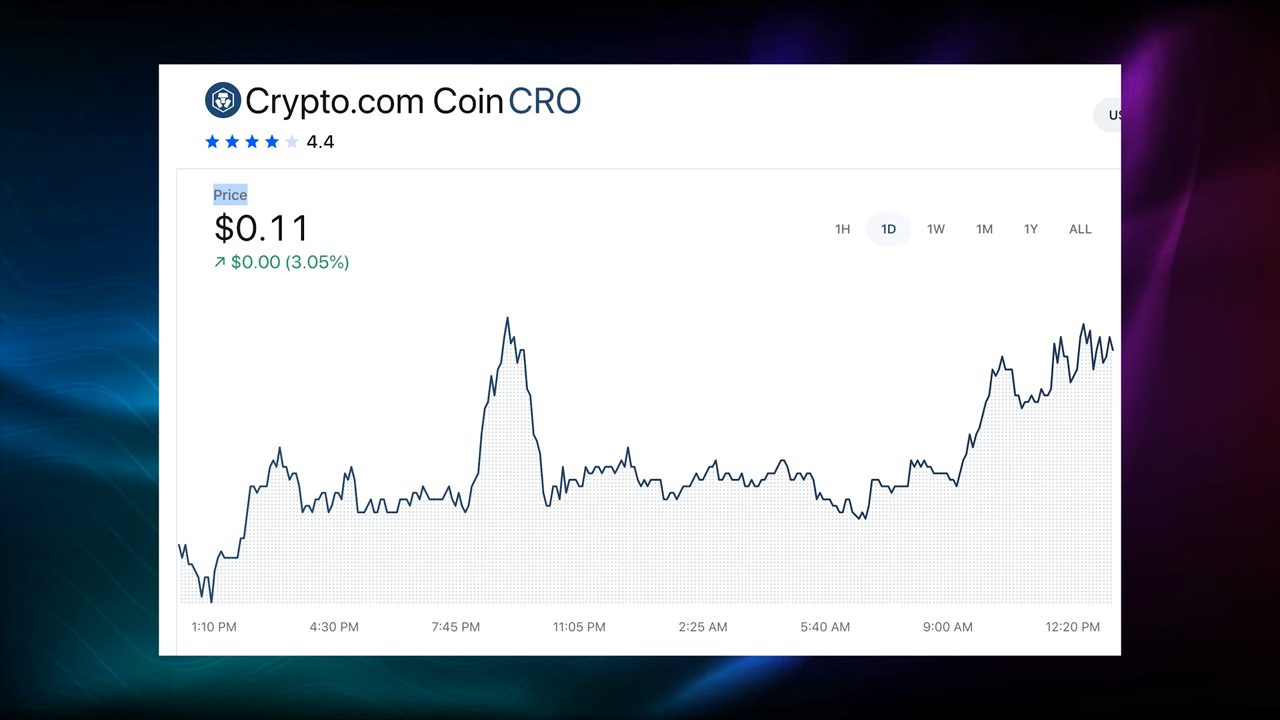 Crypto.com Coin CRO
4.4
US
Price
$0.11
$0.00 (3.05%)
1H 1D 1W 1M 1Y ALL
1:10 PM 4:30 PM 7:45 PM 11:05 PM 2:25 AM 5:40 AM 9:00 AM 12:20 PM